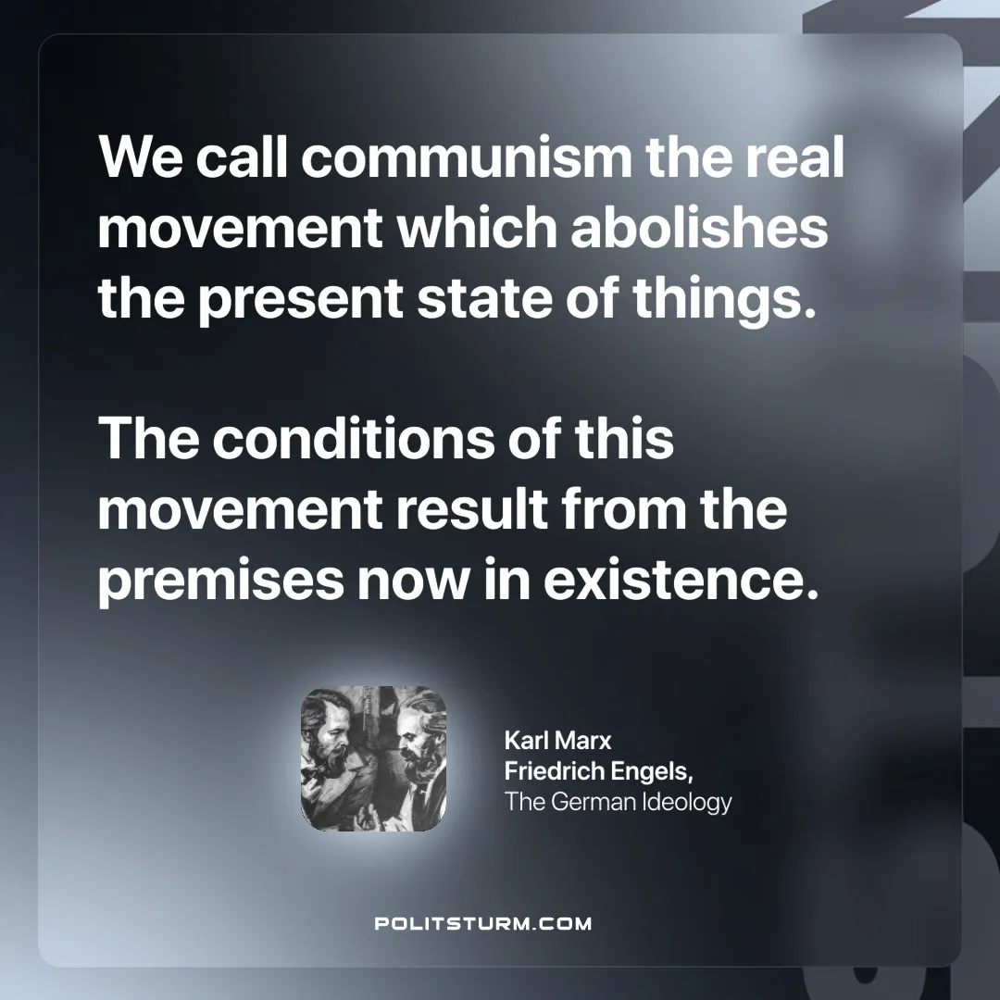 We call communism the real
movement which abolishes
the present state of things.
The conditions of this
movement result from the
premises now in existence.
Karl Marx
Friedrich Engels,
The German Ideology
POLITSTURM.COM